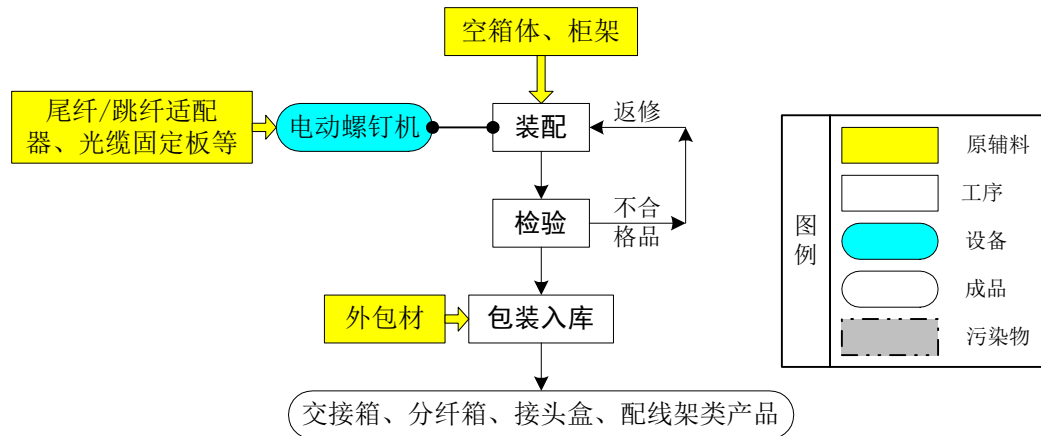 空箱体、柜架
尾纤/跳纤适配
器、光缆固定板等
电动螺钉机
装配
返修
检验
不合
格品
外包材
包装入库
交接箱、分纤箱、接头盒、配线架类产品
图
例
原辅料
工序
设备
成品
污染物